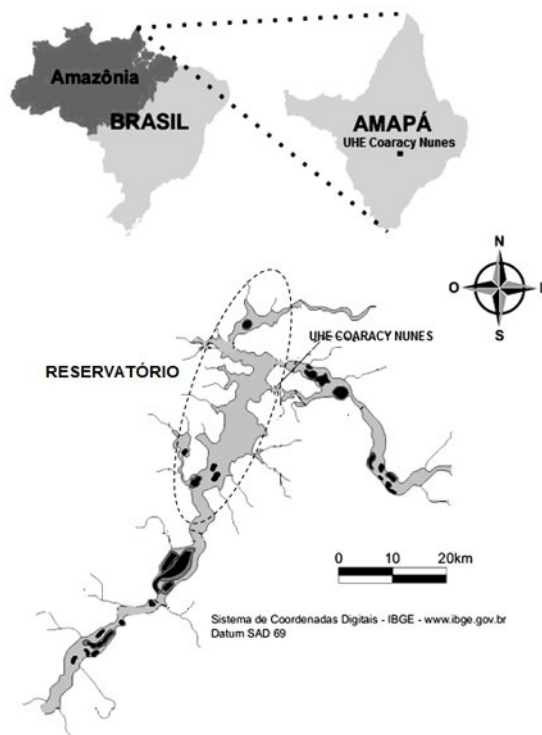 Amazônia
BRASIL
AMAPÁ
UHE Coaracy Nunes
N
O
S
UHE COARACY NUNES
RESERVATÓRIO
0 10 20km
Sistema de Coordenadas Digitais - IBGE - www.ibge.gov.br
Datum SAD 69